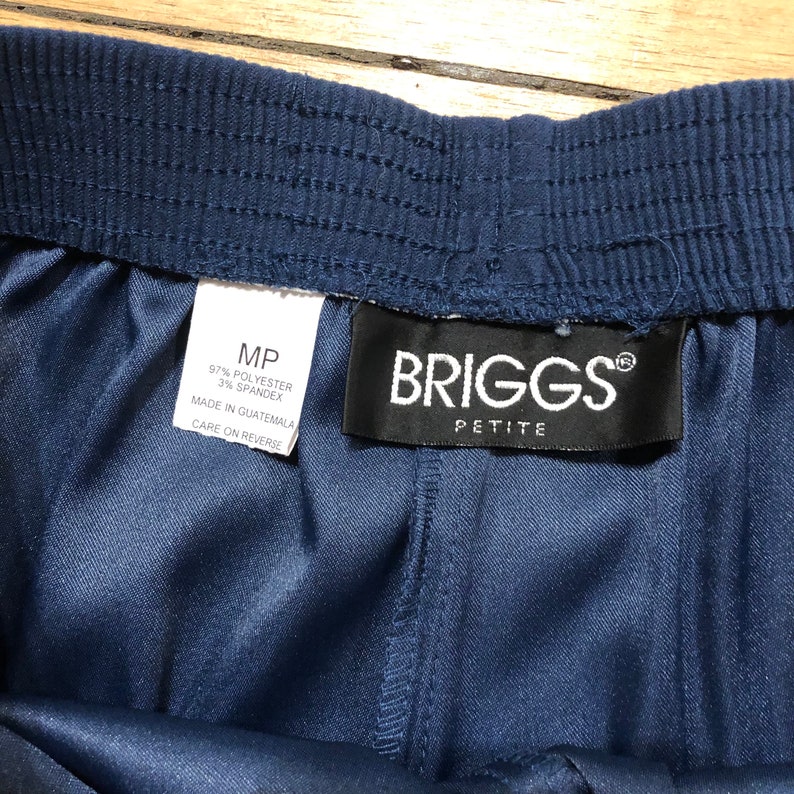 MP
97% POLYESTER
3% SPANDEX
MADE IN GUATEMALA
CARE ON REVERSE
BRIGGS®
PETITE